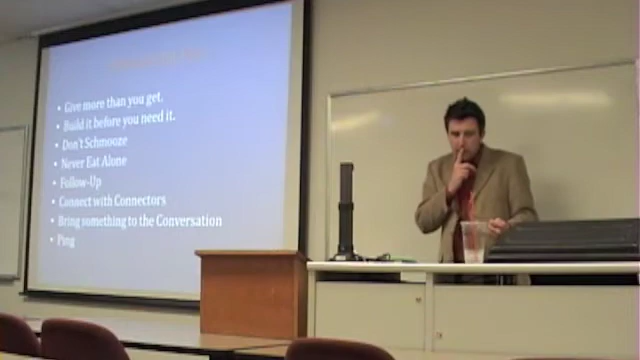 • Give more than you get.
• Build it before you need it.
• Don't Schmooze
• Never Eat Alone
• Follow-Up
• Connect with Connectors
• Bring something to the Conversation
• Ping